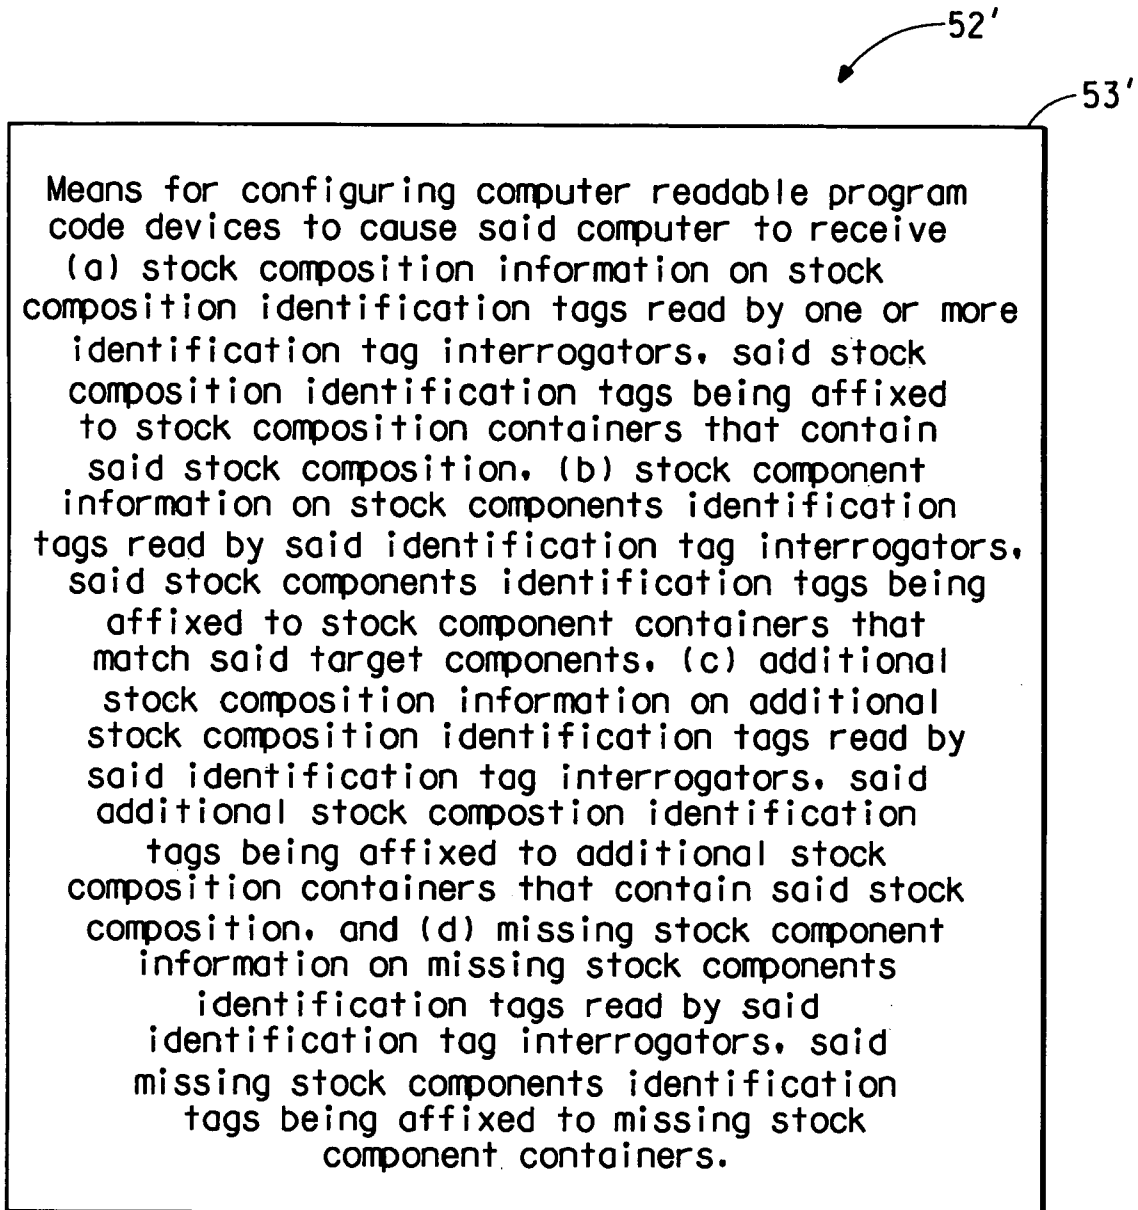 52'
53'
Means for configuring computer readable program
code devices to cause said computer to receive
(a) stock composition information on stock
composition identification tags read by one or more
identification tag interrogators, said stock
composition identification tags being affixed
to stock composition containers that contain
said stock composition, (b) stock component
information on stock components identification
tags read by said identification tag interrogators,
said stock components identification tags being
affixed to stock component containers that
match said target components, (c) additional
stock composition information on additional
stock composition identification tags read by
said identification tag interrogators, said
additional stock compostion identification
tags being affixed to additional stock
composition containers that contain said stock
composition, and (d) missing stock component
information on missing stock components
identification tags read by said
identification tag interrogators, said
missing stock components identification
tags being affixed to missing stock
component containers.